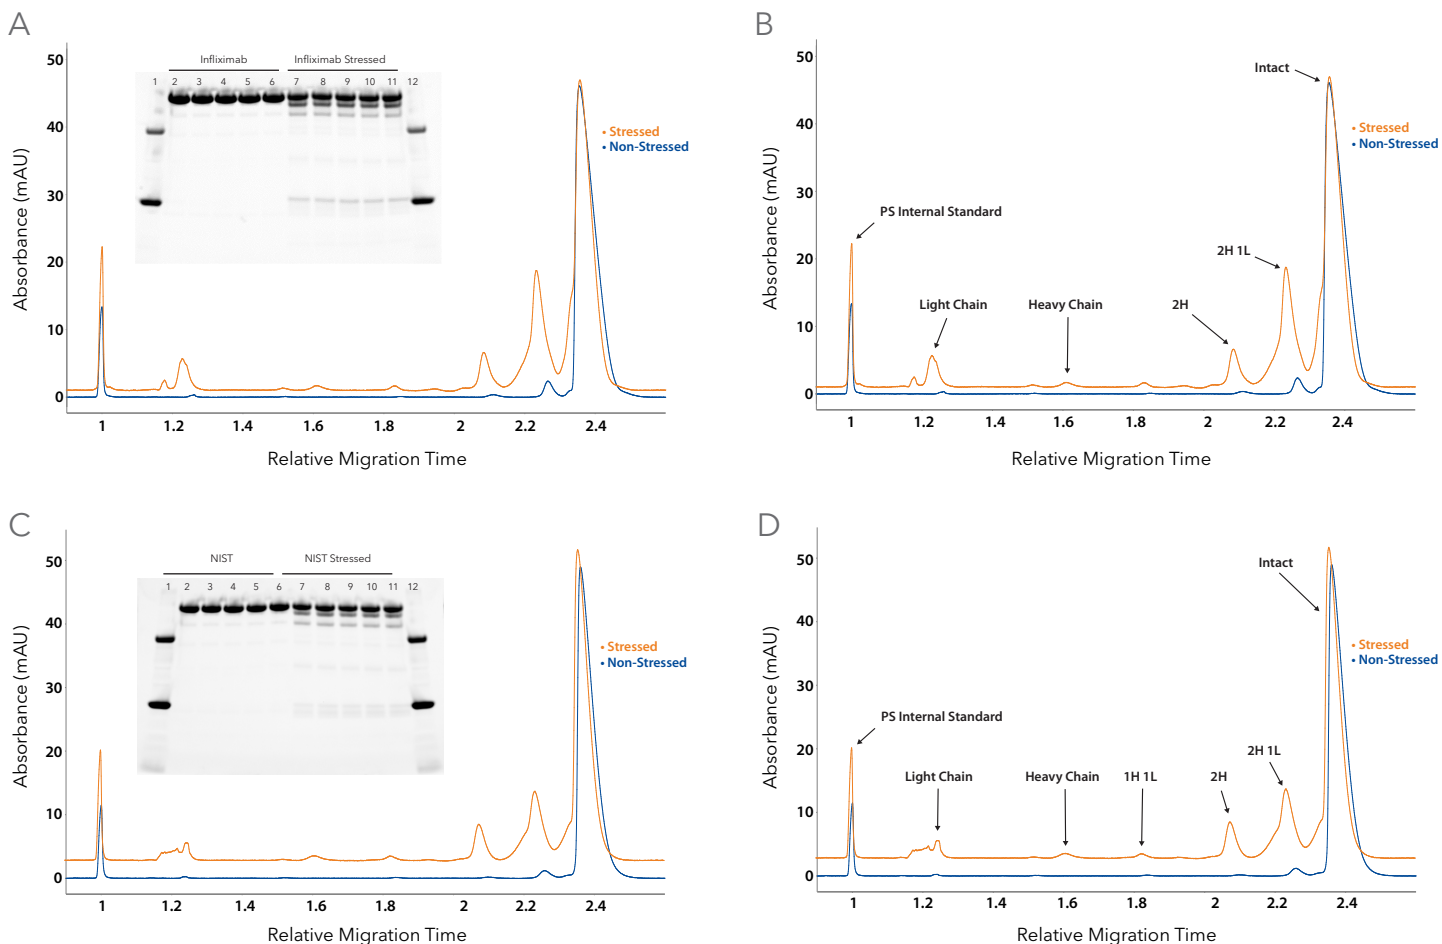 A
Infliximab
Infliximab Stressed
1 2 3 4 5 6 7 8 9 10 11 12
50
40
30
20
10
0
Absorbance (mAU)
• Stressed
• Non-Stressed
1 1.2 1.4 1.6 1.8 2 2.2 2.4
Relative Migration Time
B
50
40
30
20
10
0
Absorbance (mAU)
Intact
• Stressed
• Non-Stressed
PS Internal Standard
2H 1L
Light Chain
Heavy Chain
2H
1 1.2 1.4 1.6 1.8 2 2.2 2.4
Relative Migration Time
C
NIST
NIST Stressed
1 2 3 4 5 6 7 8 9 10 11 12
50
40
30
20
10
0
Absorbance (mAU)
• Stressed
• Non-Stressed
1 1.2 1.4 1.6 1.8 2 2.2 2.4
Relative Migration Time
D
50
40
30
20
10
0
Absorbance (mAU)
Intact
• Stressed
• Non-Stressed
PS Internal Standard
2H 1L
Light Chain
Heavy Chain
1H 1L
2H
1 1.2 1.4 1.6 1.8 2 2.2 2.4
Relative Migration Time